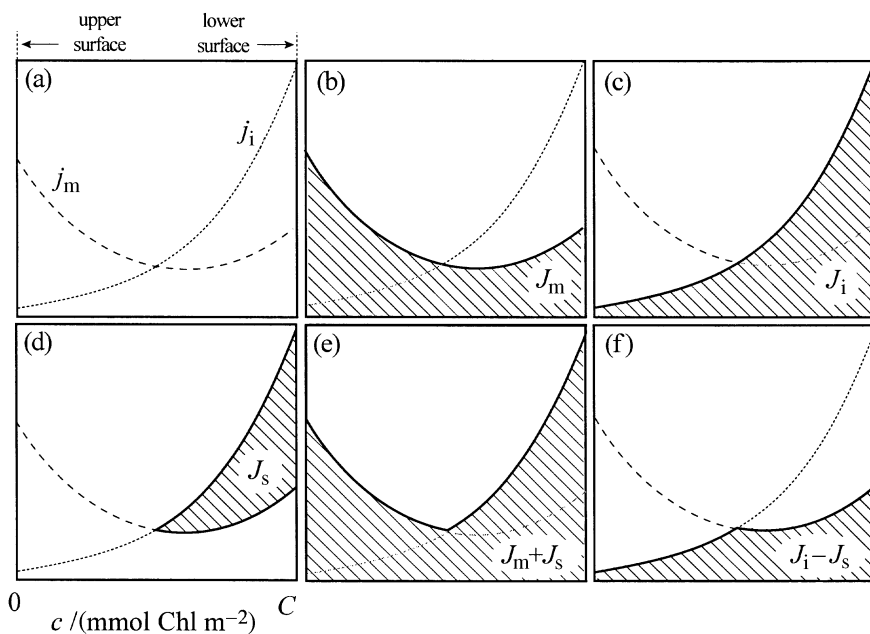 upper surface
lower surface
(a)
j_m
j_i
(b)
J_m
(c)
J_i
(d)
J_s
(e)
J_m+J_s
(f)
J_i−J_s
0
C
c /(mmol Chl m⁻²)